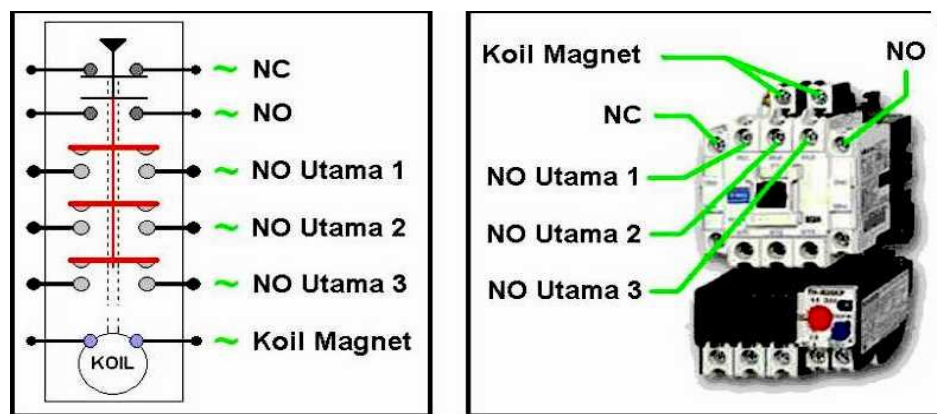 ~ NC
~ NO
~ NO Utama 1
~ NO Utama 2
~ NO Utama 3
~ Koil Magnet
KOIL
Koil Magnet
NO
NC
NO Utama 1
NO Utama 2
NO Utama 3